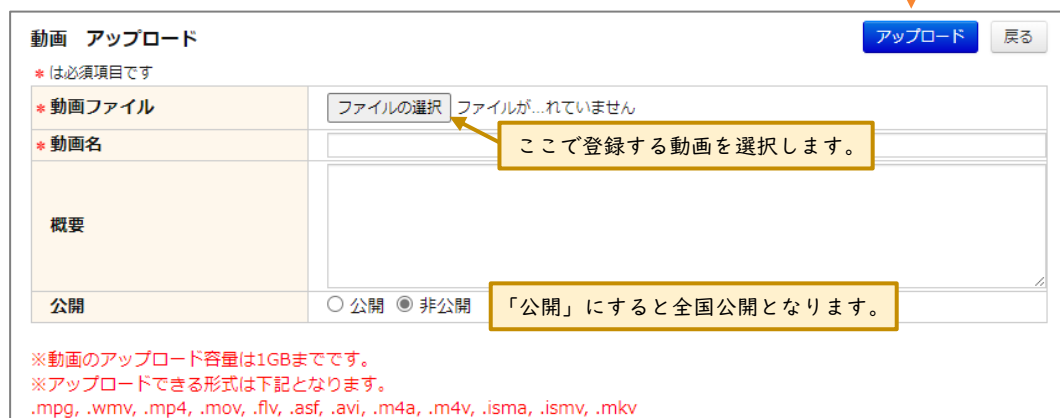 動画　アップロード
アップロード
戻る
* は必須項目です
* 動画ファイル
ファイルの選択 ファイルが...れていません
ここで登録する動画を選択します。
* 動画名
概要
公開
公開 非公開
「公開」にすると全国公開となります。
※動画のアップロード容量は1GBまでです。
※アップロードできる形式は下記となります。
.mpg, .wmv, .mp4, .mov, .flv, .asf, .avi, .m4a, .m4v, .isma, .ismv, .mkv